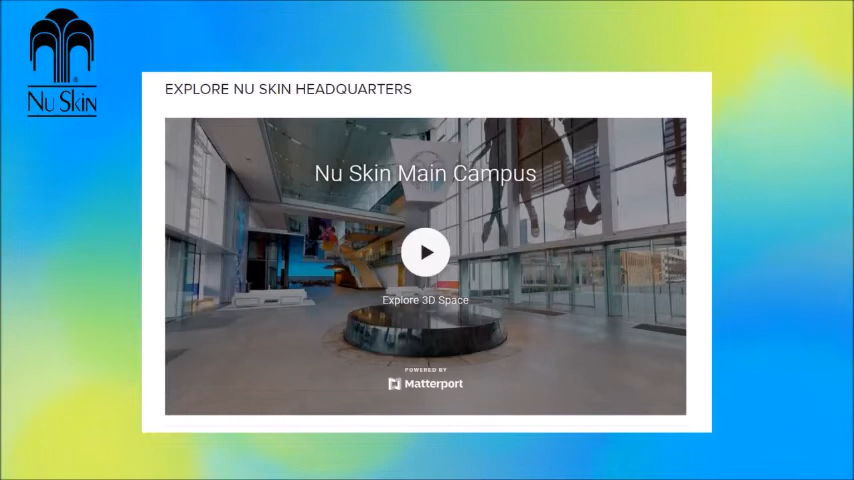 NU SKIN
EXPLORE NU SKIN HEADQUARTERS
Nu Skin Main Campus
Explore 3D Space
POWERED BY
Matterport